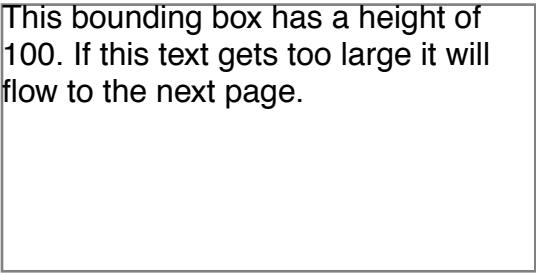 This bounding box has a height of
100. If this text gets too large it will
flow to the next page.